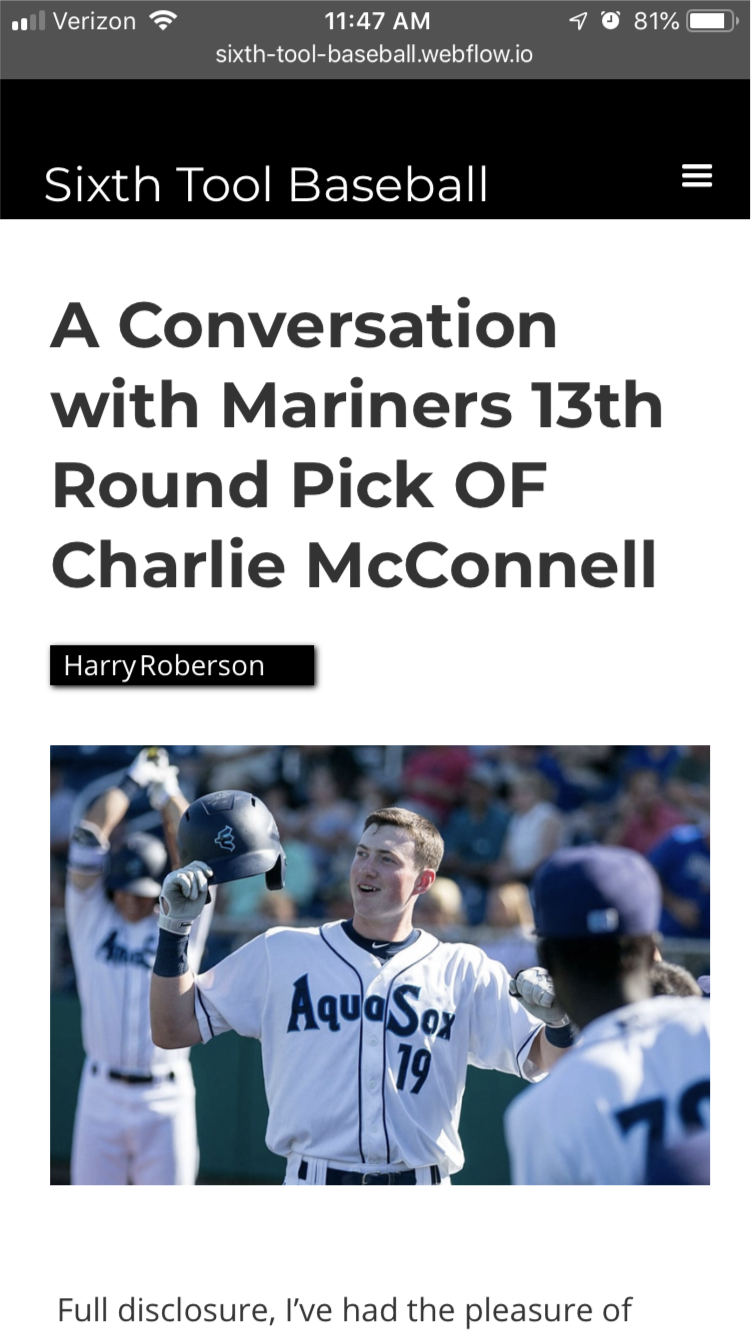 Verizon 11:47 AM 81%
sixth-tool-baseball.webflow.io
Sixth Tool Baseball
A Conversation
with Mariners 13th
Round Pick OF
Charlie McConnell
Harry Roberson
AquaSox
19
Full disclosure, I've had the pleasure of